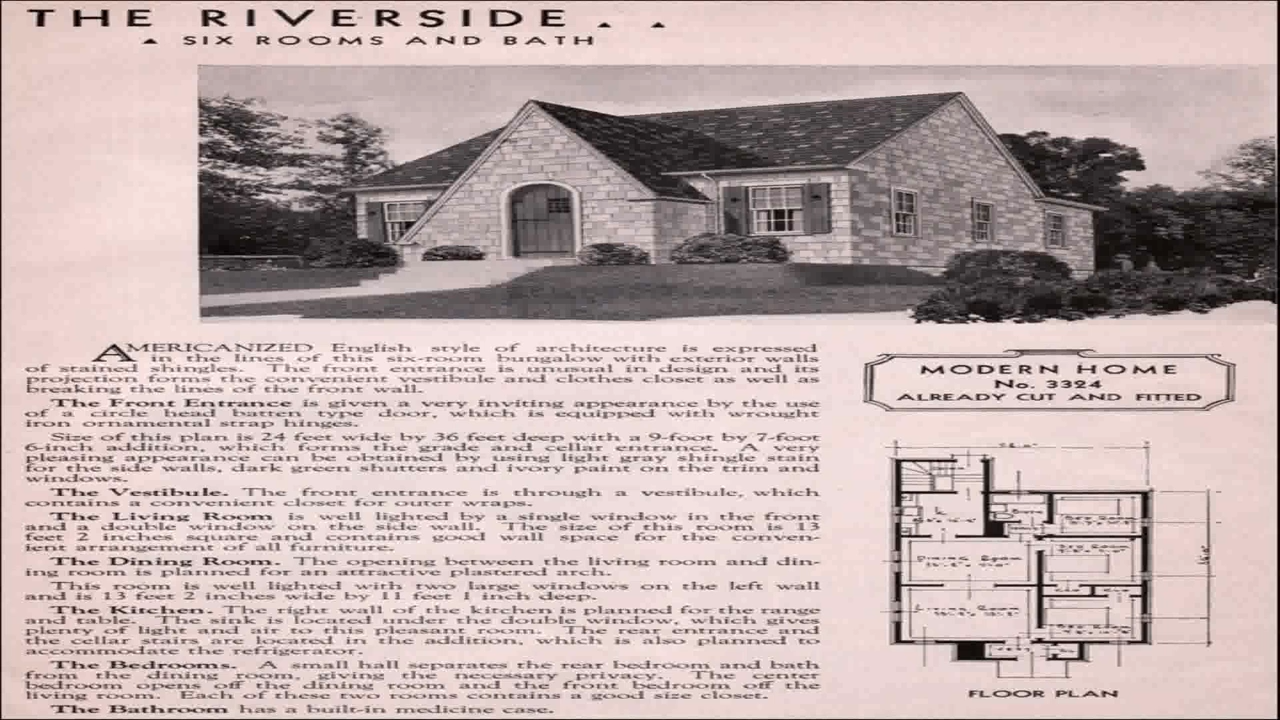 THE RIVERSIDE
SIX ROOMS AND BATH
AMERICANIZED English style of architecture is expressed
in the lines of this six-room bungalow with exterior walls
of stained shingles. The front entrance is unusual in design and its
projection forms the convenient vestibule and clothes closet as well as
breaking the lines of the front wall.
The Front Entrance is given a very inviting appearance by the use
of a circle head batten type door, which is equipped with wrought
iron ornamental strap hinges.
Size of this plan is 24 feet wide by 36 feet deep with a 9-foot by 7-foot
6-inch addition, which forms the grade and cellar entrance. A very
pleasing appearance can be obtained by using light gray shingle stain
for the side walls, dark green shutters and ivory paint on the trim and
windows.
The Vestibule. The front entrance is through a vestibule, which
contains a convenient closet for outer wraps.
The Living Room is well lighted by a single window in the front
and a double window on the side wall. The size of this room is 13
feet 2 inches square and contains good wall space for the conven-
ient arrangement of all furniture.
The Dining Room. The opening between the living room and din-
ing room is planned for an attractive plastered arch.
This room is well lighted with two large windows on the left wall
and is 13 feet 2 inches wide by 11 feet 1 inch deep.
The Kitchen. The right wall of the kitchen is planned for the range
and table. The sink is located under the double window, which gives
plenty of light and air to this pleasant room. The rear entrance and
the cellar stairs are located in the addition, which is also planned to
accommodate the refrigerator.
The Bedrooms. A small hall separates the rear bedroom and bath
from the dining room, giving the necessary privacy. The center
bedroom opens off the dining room and the front bedroom off the
living room. Each of these two rooms contains a good size closet.
The Bathroom has a built-in medicine case.
MODERN HOME
No. 3324
ALREADY CUT AND FITTED
Dining Room
Living Room
FLOOR PLAN